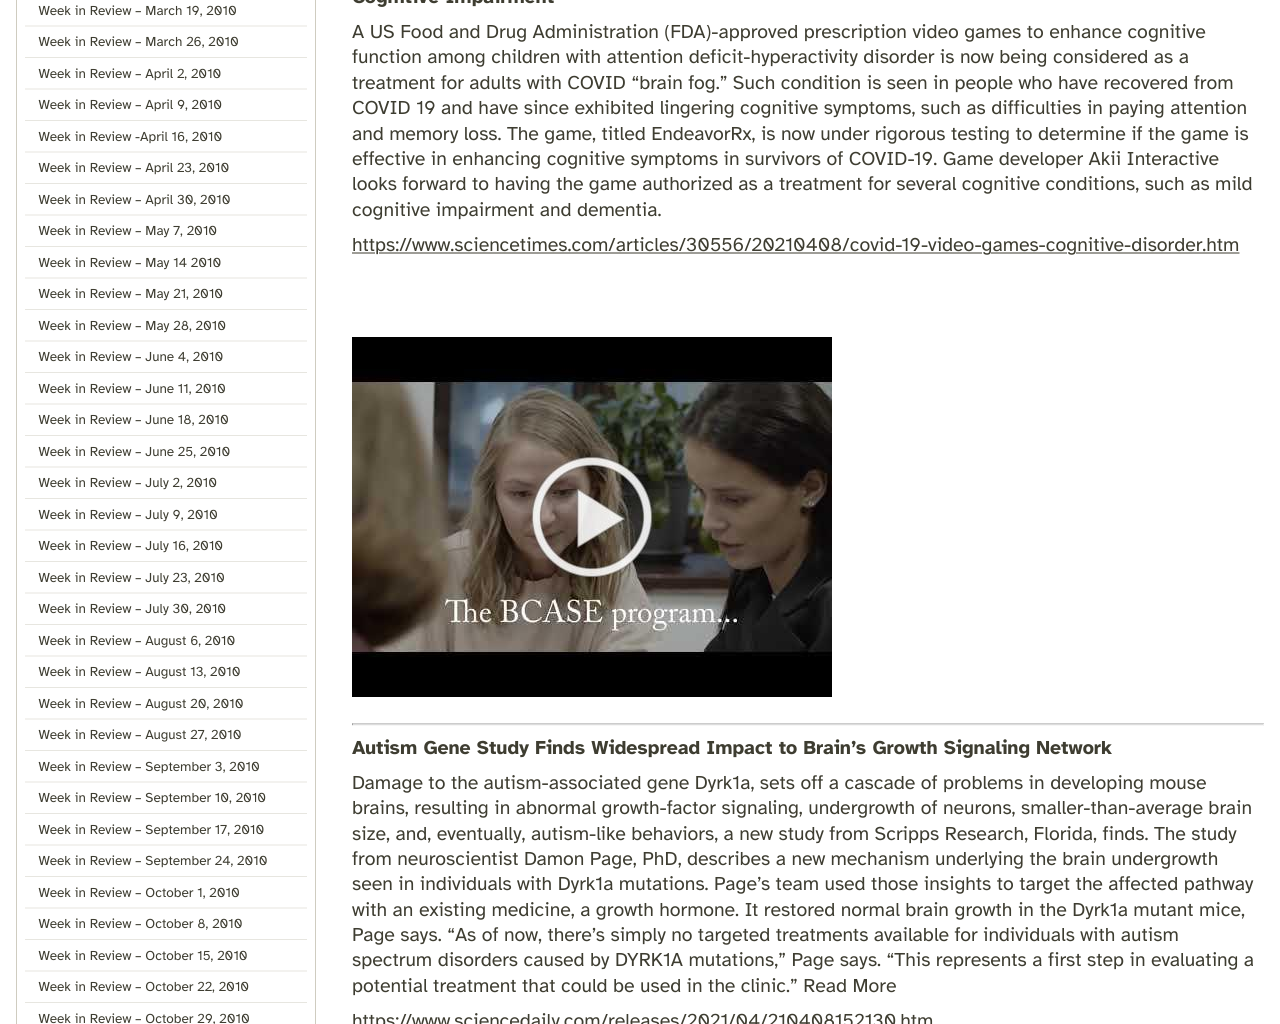 Week in Review – March 19, 2010
Week in Review – March 26, 2010
Week in Review – April 2, 2010
Week in Review – April 9, 2010
Week in Review -April 16, 2010
Week in Review – April 23, 2010
Week in Review – April 30, 2010
Week in Review – May 7, 2010
Week in Review – May 14 2010
Week in Review – May 21, 2010
Week in Review – May 28, 2010
Week in Review – June 4, 2010
Week in Review – June 11, 2010
Week in Review – June 18, 2010
Week in Review – June 25, 2010
Week in Review – July 2, 2010
Week in Review – July 9, 2010
Week in Review – July 16, 2010
Week in Review – July 23, 2010
Week in Review – July 30, 2010
Week in Review – August 6, 2010
Week in Review – August 13, 2010
Week in Review – August 20, 2010
Week in Review – August 27, 2010
Week in Review – September 3, 2010
Week in Review – September 10, 2010
Week in Review – September 17, 2010
Week in Review – September 24, 2010
Week in Review – October 1, 2010
Week in Review – October 8, 2010
Week in Review – October 15, 2010
Week in Review – October 22, 2010
Week in Review – October 29, 2010
Cognitive Impairment
A US Food and Drug Administration (FDA)-approved prescription video games to enhance cognitive
function among children with attention deficit-hyperactivity disorder is now being considered as a
treatment for adults with COVID “brain fog.” Such condition is seen in people who have recovered from
COVID 19 and have since exhibited lingering cognitive symptoms, such as difficulties in paying attention
and memory loss. The game, titled EndeavorRx, is now under rigorous testing to determine if the game is
effective in enhancing cognitive symptoms in survivors of COVID-19. Game developer Akii Interactive
looks forward to having the game authorized as a treatment for several cognitive conditions, such as mild
cognitive impairment and dementia.
https://www.sciencetimes.com/articles/30556/20210408/covid-19-video-games-cognitive-disorder.htm
The BCASE program...
Autism Gene Study Finds Widespread Impact to Brain’s Growth Signaling Network
Damage to the autism-associated gene Dyrk1a, sets off a cascade of problems in developing mouse
brains, resulting in abnormal growth-factor signaling, undergrowth of neurons, smaller-than-average brain
size, and, eventually, autism-like behaviors, a new study from Scripps Research, Florida, finds. The study
from neuroscientist Damon Page, PhD, describes a new mechanism underlying the brain undergrowth
seen in individuals with Dyrk1a mutations. Page’s team used those insights to target the affected pathway
with an existing medicine, a growth hormone. It restored normal brain growth in the Dyrk1a mutant mice,
Page says. “As of now, there’s simply no targeted treatments available for individuals with autism
spectrum disorders caused by DYRK1A mutations,” Page says. “This represents a first step in evaluating a
potential treatment that could be used in the clinic.” Read More
https://www.sciencedaily.com/releases/2021/04/210408152130.htm